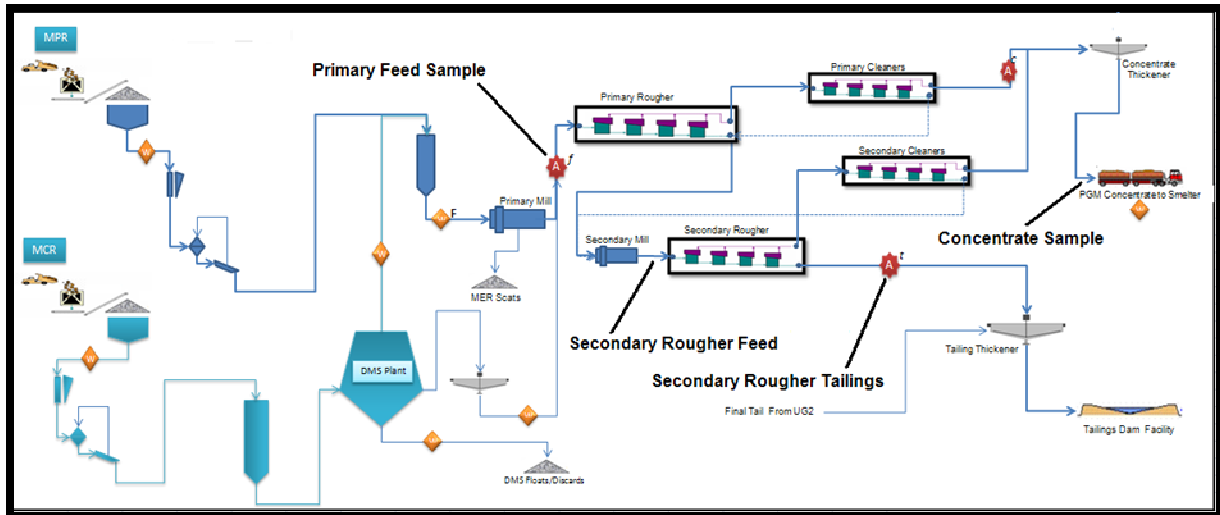 MPR
Primary Feed Sample
Primary Cleaners
A
c
Concentrate
Thickener
Primary Rougher
W
A
f
Primary Mill
W
F
Secondary Cleaners
PGM Concentrate to Smelter
W
Concentrate Sample
MCR
Secondary Mill
Secondary Rougher
W
A
t
MER Scats
Secondary Rougher Feed
Tailing Thickener
W
DMS Plant
Secondary Rougher Tailings
Final Tail From UG2
W
Tailings Dam Facility
W
DMS Floats/Discards